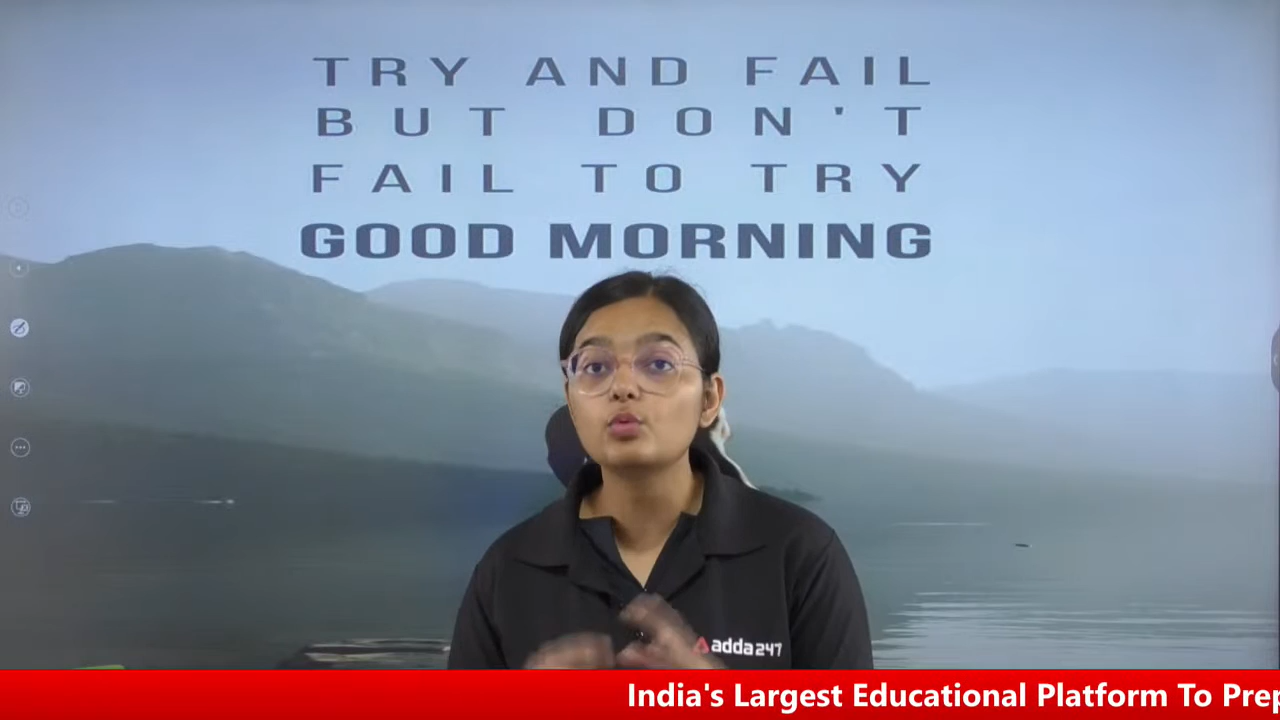 TRY AND FAIL
BUT DON'T
FAIL TO TRY
GOOD MORNING
adda247
India's Largest Educational Platform To Prep